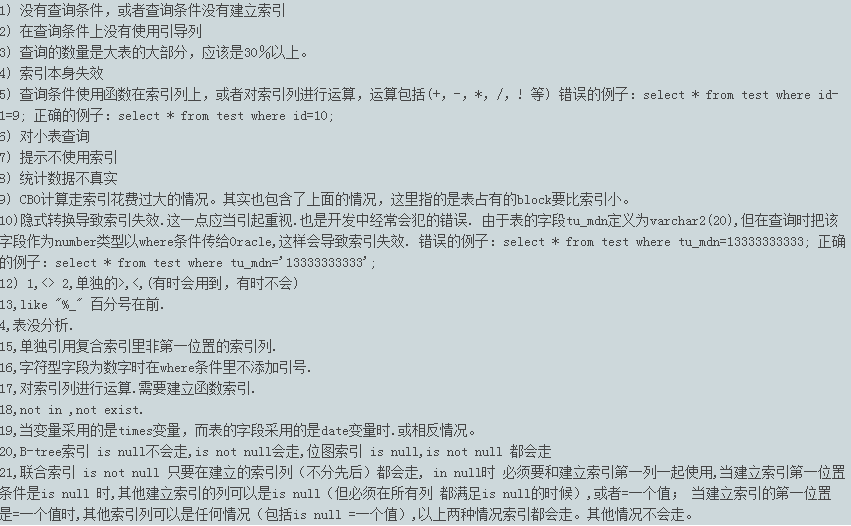 1) 没有查询条件，或者查询条件没有建立索引
2) 在查询条件上没有使用引导列
3) 查询的数量是大表的大部分，应该是30％以上。
4) 索引本身失效
5) 查询条件使用函数在索引列上，或者对索引列进行运算，运算包括(+，-，*，/，! 等) 错误的例子：select * from test where id-
1=9; 正确的例子：select * from test where id=10;
6) 对小表查询
7) 提示不使用索引
8) 统计数据不真实
9) CBO计算走索引花费过大的情况。其实也包含了上面的情况，这里指的是表占有的block要比索引小。
10)隐式转换导致索引失效.这一点应当引起重视.也是开发中经常会犯的错误. 由于表的字段tu_mdn定义为varchar2(20),但在查询时把该
字段作为number类型以where条件传给Oracle,这样会导致索引失效. 错误的例子：select * from test where tu_mdn=13333333333; 正确
的例子：select * from test where tu_mdn='13333333333';
12) 1,<> 2,单独的>,<,(有时会用到，有时不会)
13,like "%_" 百分号在前.
4,表没分析.
15,单独引用复合索引里非第一位置的索引列.
16,字符型字段为数字时在where条件里不添加引号.
17,对索引列进行运算.需要建立函数索引.
18,not in ,not exist.
19,当变量采用的是times变量，而表的字段采用的是date变量时.或相反情况。
20,B-tree索引 is null不会走,is not null会走,位图索引 is null,is not null 都会走
21,联合索引 is not null 只要在建立的索引列（不分先后）都会走, in null时 必须要和建立索引第一列一起使用,当建立索引第一位置
条件是is null 时,其他建立索引的列可以是is null（但必须在所有列 都满足is null的时候）,或者=一个值； 当建立索引的第一位置
是=一个值时,其他索引列可以是任何情况（包括is null =一个值）,以上两种情况索引都会走。其他情况不会走。